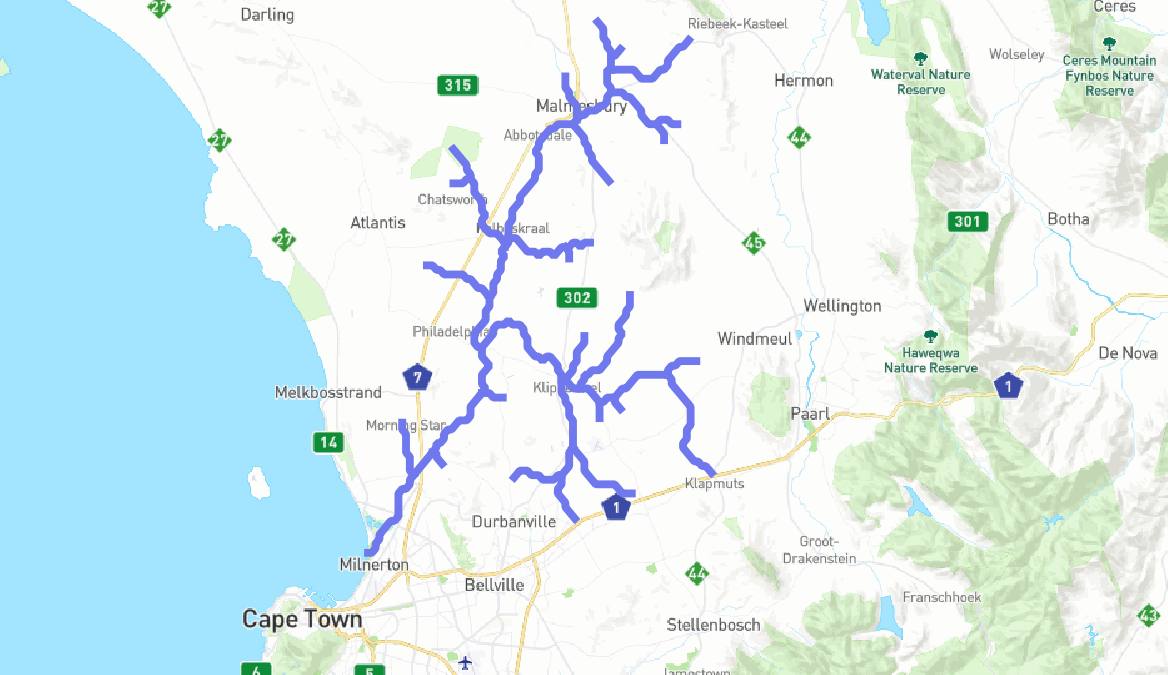 27
Darling
Riebeek-Kasteel
Ceres
Wolseley
Ceres Mountain
Fynbos Nature
Reserve
Waterval Nature
Reserve
Hermon
315
Malmesbury
Abbotsdale
27
44
Chatsworth
Atlantis
Kalbaskraal
27
45
301
Botha
302
Wellington
Philadelphia
Windmeul
Haweqwa
Nature Reserve
De Nova
7
1
Melkbosstrand
Klipheuwel
Paarl
Morning Star
14
Klapmuts
1
Durbanville
Groot-
Drakenstein
Milnerton
Bellville
44
Franschhoek
Cape Town
Stellenbosch
43
6
5
Jamestown